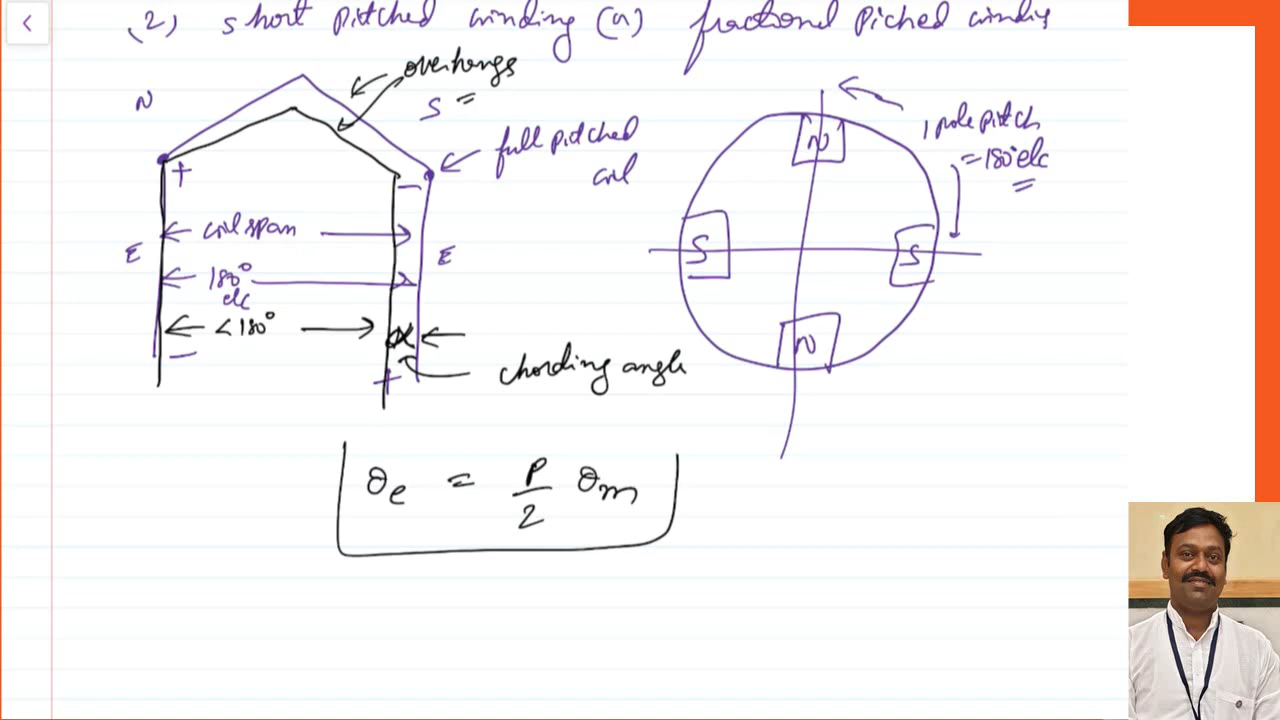 (2) short pitched winding (or) fractional piched winding
overhangs
N
S =
full pitched
coil
1 pole pitch
= 180° elc
N
+
−
coil span
E
E
S
S
180°
elc
< 180°
α
−
+
chording angle
N
θe = P/2 θm